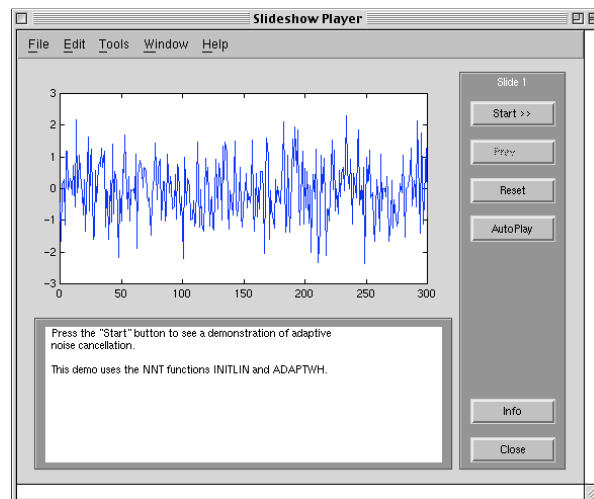 Slideshow Player
File Edit Tools Window Help
Slide 1
Start >>
Prev
Reset
AutoPlay
3
2
1
0
-1
-2
-3
0 50 100 150 200 250 300
Press the "Start" button to see a demonstration of adaptive
noise cancellation.
This demo uses the NNT functions INITLIN and ADAPTWH.
Info
Close